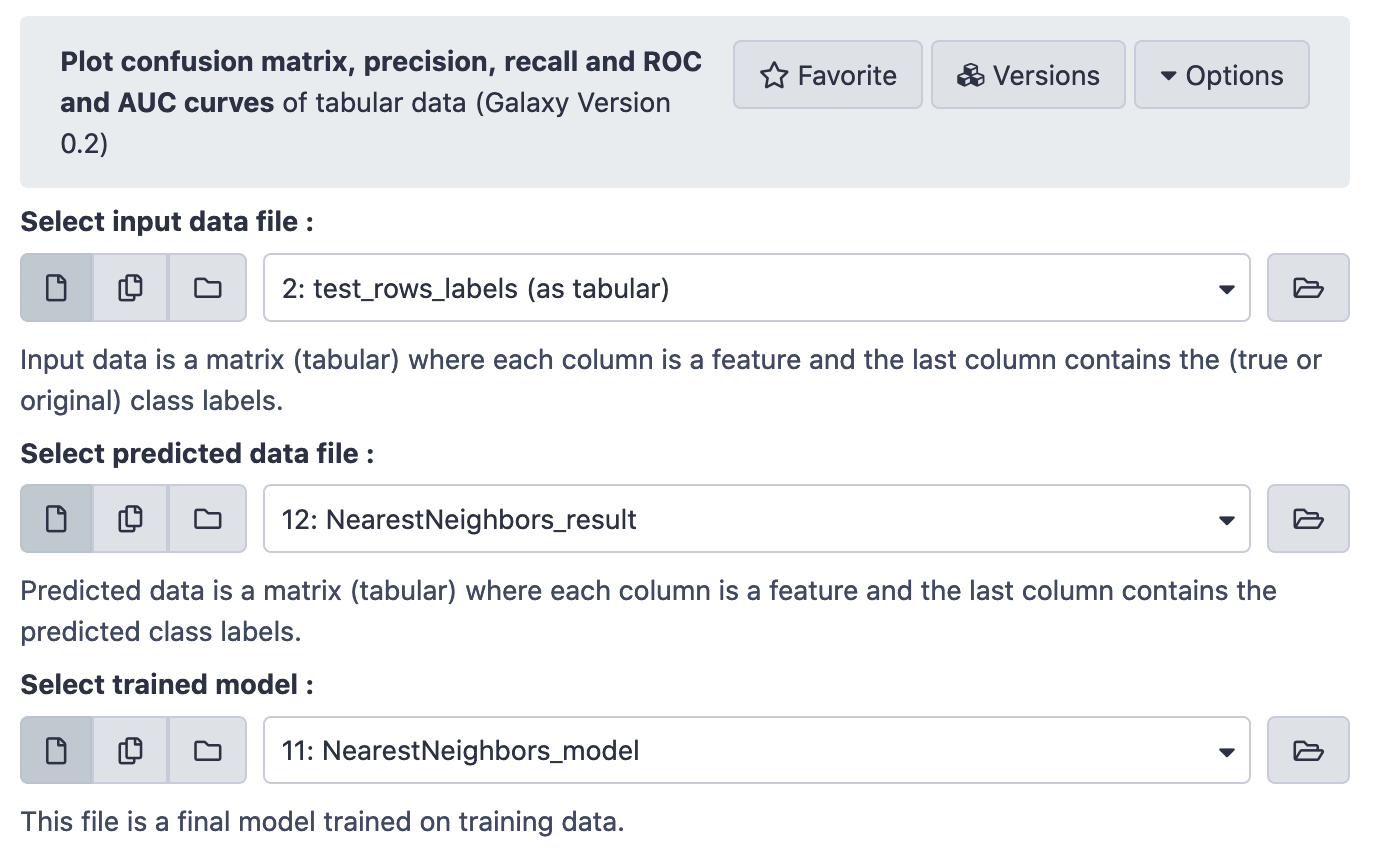 Plot confusion matrix, precision, recall and ROC
and AUC curves of tabular data (Galaxy Version
0.2)
Favorite
Versions
Options
Select input data file :
2: test_rows_labels (as tabular)
Input data is a matrix (tabular) where each column is a feature and the last column contains the (true or
original) class labels.
Select predicted data file :
12: NearestNeighbors_result
Predicted data is a matrix (tabular) where each column is a feature and the last column contains the
predicted class labels.
Select trained model :
11: NearestNeighbors_model
This file is a final model trained on training data.